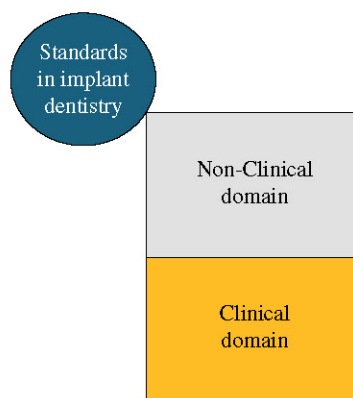 Standards
in implant
dentistry
Non-Clinical
domain
Clinical
domain